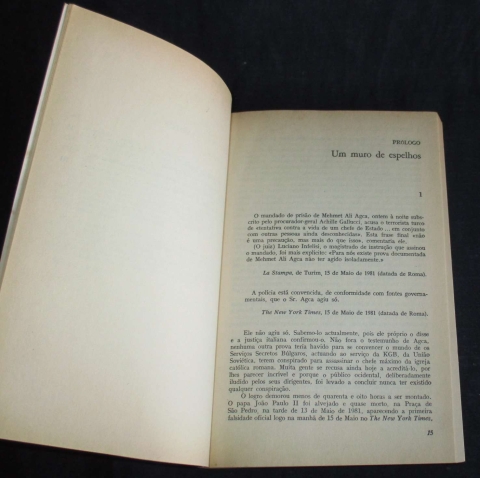 PRÓLOGO
Um muro de espelhos
1
O mandado de prisão de Mehmet Ali Agca, ontem à noite subs-
crito pelo procurador-geral Achille Gallucci, acusa o terrorista turco
de «tentativa contra a vida de um chefe de Estado... em conjunto
com outras pessoas ainda desconhecidas». Esta frase final «não
é uma precaução, mas mais do que isso», comentaria ele.
[O juiz] Luciano Infelisi, o magistrado de instrução que assinou
o mandado, foi mais explícito: «Para nós existe prova documentada
de Mehmet Ali Agca não ter agido isoladamente.»
La Stampa, de Turim, 15 de Maio de 1981 (datada de Roma).
A polícia está convencida, de conformidade com fontes governa-
mentais, que o Sr. Agca agiu só.
The New York Times, 15 de Maio de 1981 (datada de Roma).
Ele não agiu só. Sabemo-lo actualmente, pois ele próprio o disse
e a justiça italiana confirmou-o. Não fora o testemunho de Agca,
nenhuma outra prova teria havido para se convencer o mundo de os
Serviços Secretos Búlgaros, actuando ao serviço da KGB, da União
Soviética, terem conspirado para assassinar o chefe máximo da igreja
católica romana. Muita gente se recusa ainda hoje a acreditá-lo, por
lhes parecer incrível e porque o público ocidental, deliberadamente
iludido pelos seus dirigentes, foi levado a concluir nunca ter existido
qualquer conspiração.
O logro demorou menos de quarenta e oito horas a ser montado.
O papa João Paulo II foi alvejado e quase morto, na Praça de
São Pedro, na tarde de 13 de Maio de 1981, aparecendo a primeira
falsidade oficial logo na manhã de 15 de Maio no The New York Times,
15